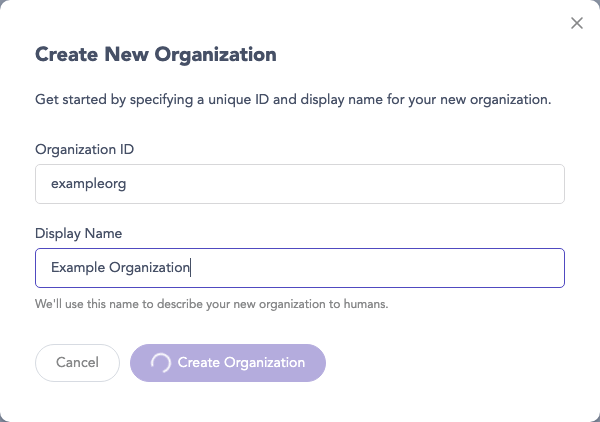 Create New Organization
Get started by specifying a unique ID and display name for your new organization.
Organization ID
exampleorg
Display Name
Example Organization
We'll use this name to describe your new organization to humans.
Cancel
Create Organization